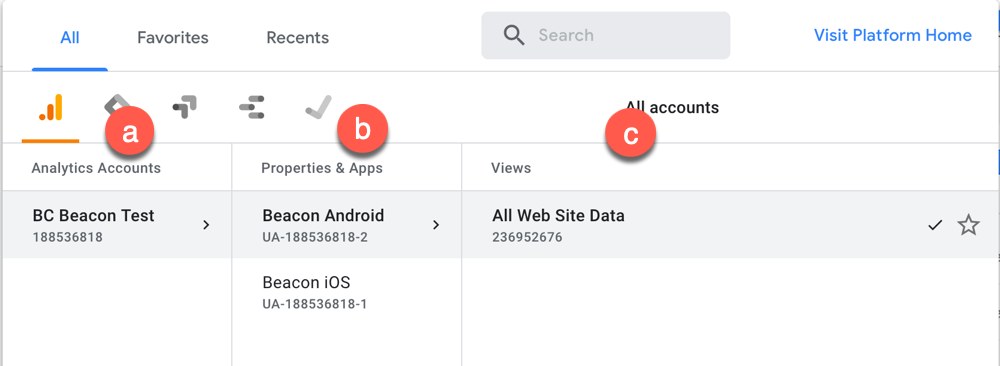 All Favorites Recents Search Visit Platform Home
a b c All accounts
Analytics Accounts Properties & Apps Views
BC Beacon Test Beacon Android All Web Site Data
188536818 UA-188536818-2 236952676
Beacon iOS
UA-188536818-1